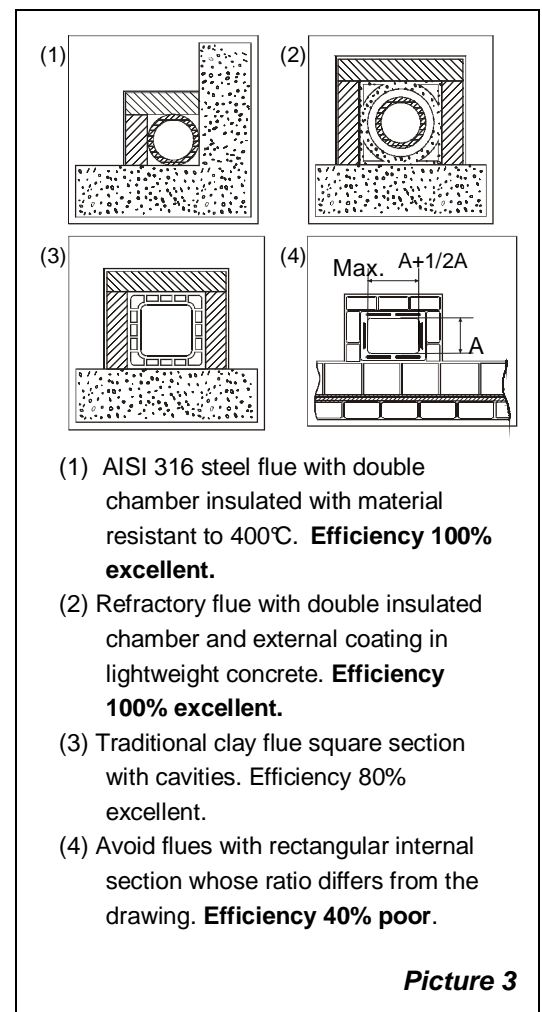 (1)
(2)
(3)
(4)
Max. A+1/2A
A
(1) AISI 316 steel flue with double
chamber insulated with material
resistant to 400℃. Efficiency 100%
excellent.
(2) Refractory flue with double insulated
chamber and external coating in
lightweight concrete. Efficiency
100% excellent.
(3) Traditional clay flue square section
with cavities. Efficiency 80%
excellent.
(4) Avoid flues with rectangular internal
section whose ratio differs from the
drawing. Efficiency 40% poor.
Picture 3